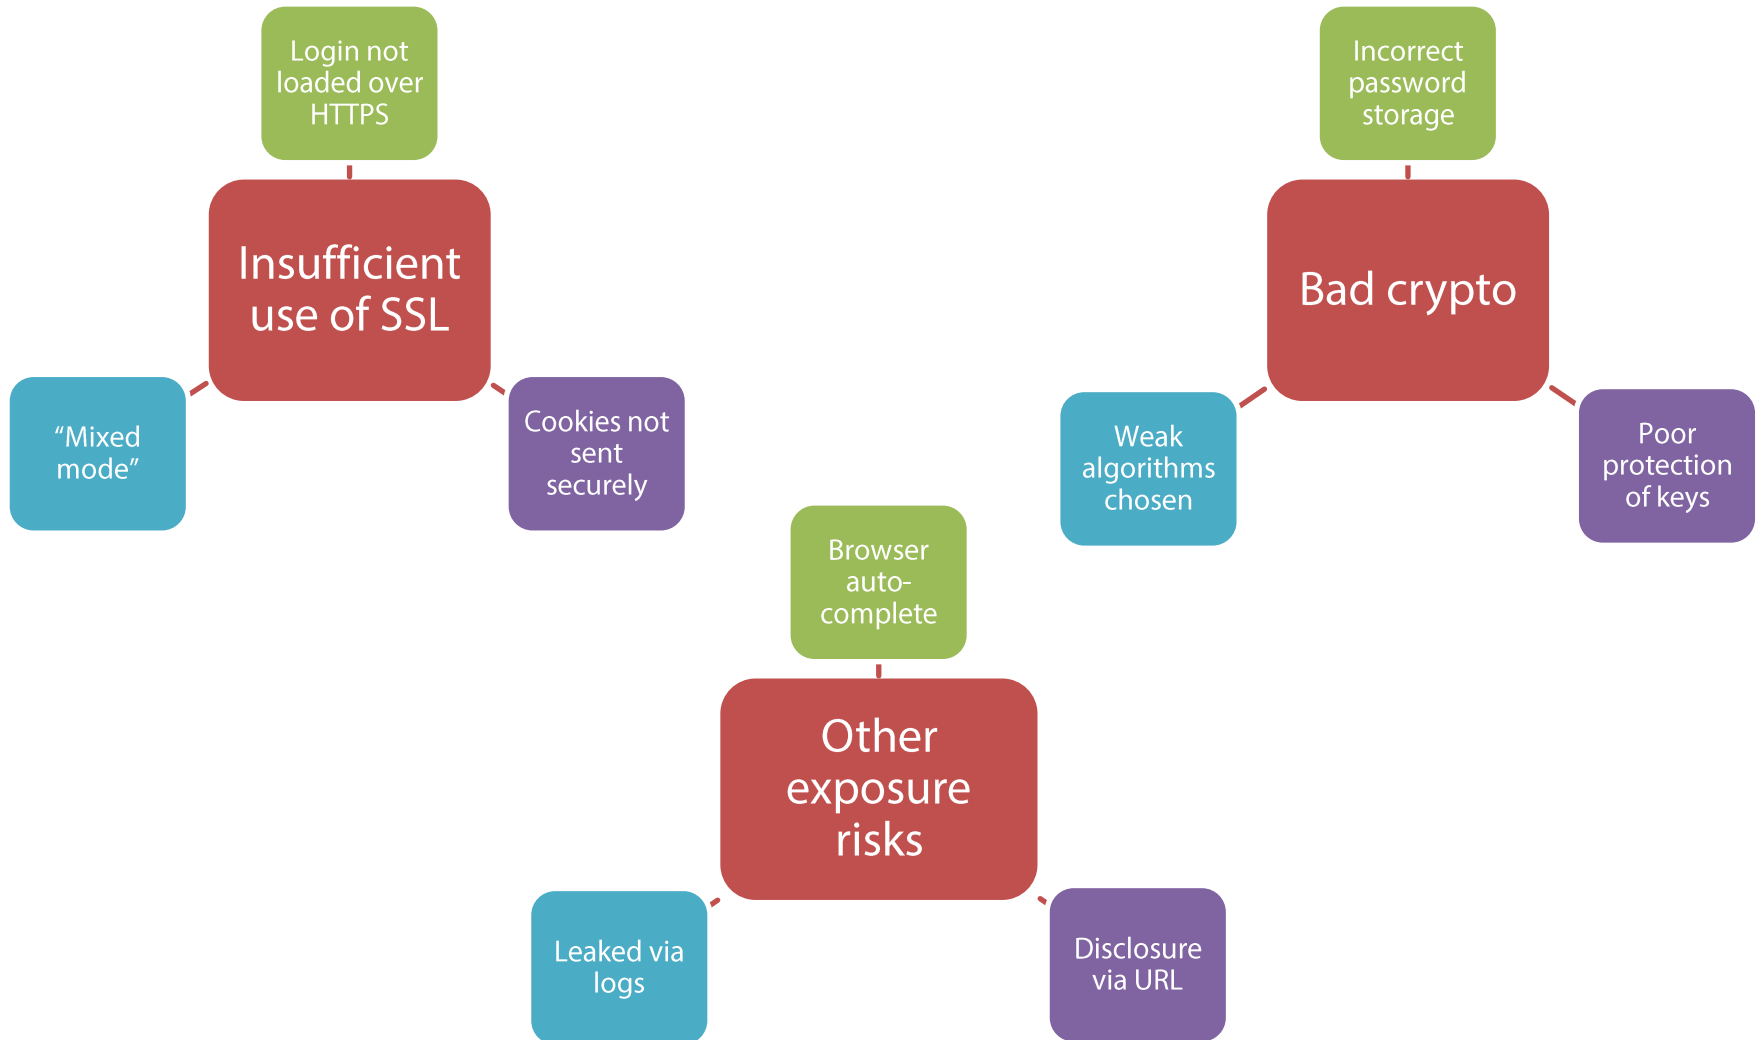 Login not
loaded over
HTTPS
Insufficient
use of SSL
“Mixed
mode”
Cookies not
sent
securely
Incorrect
password
storage
Bad crypto
Weak
algorithms
chosen
Poor
protection
of keys
Browser
auto-
complete
Other
exposure
risks
Leaked via
logs
Disclosure
via URL